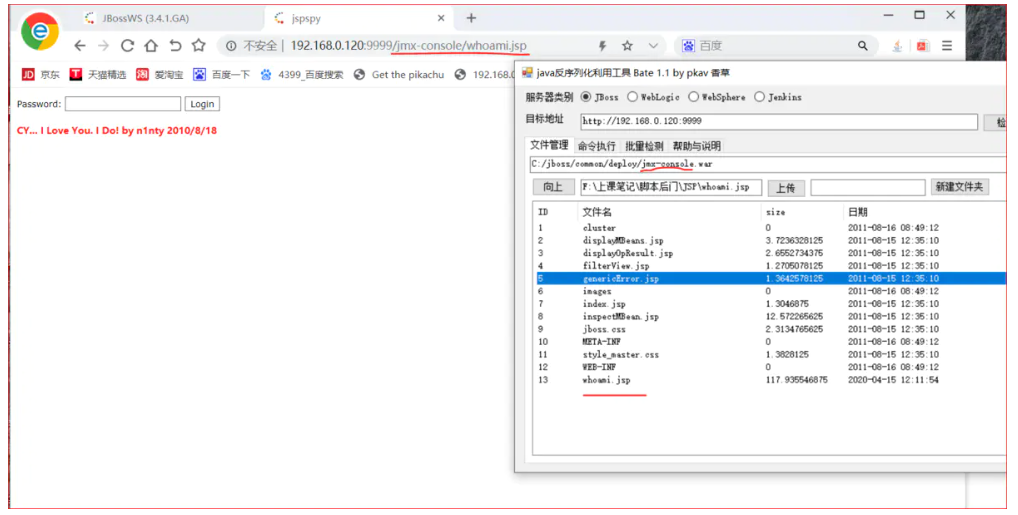 JBossWS (3.4.1.GA)
jspspy
不安全 | 192.168.0.120:9999/jmx-console/whoami.jsp
百度
JD 京东
T 天猫精选
淘 爱淘宝
百度一下
4399_百度搜索
Get the pikachu
192.168.0
Password:
Login
CY... I Love You. I Do! by n1nty 2010/8/18
java反序列化利用工具 Bate 1.1 by pkav 香草
服务器类别 JBoss WebLogic WebSphere Jenkins
目标地址 http://192.168.0.120:9999 检
文件管理 命令执行 批量检测 帮助与说明
C:/jboss/common/deploy/jmx-console.war
向上 F:\上课笔记\脚本后门\JSP\whoami.jsp 上传 新建文件夹
ID 文件名 size 日期
1 cluster 0 2011-08-16 08:49:12
2 displayMBeans.jsp 3.7236328125 2011-08-15 12:35:10
3 displayOpResult.jsp 2.6552734375 2011-08-15 12:35:10
4 filterView.jsp 1.2705078125 2011-08-15 12:35:10
5 genericError.jsp 1.3642578125 2011-08-15 12:35:10
6 images 0 2011-08-16 08:49:12
7 index.jsp 1.3046875 2011-08-15 12:35:10
8 inspectMBean.jsp 12.572265625 2011-08-15 12:35:10
9 jboss.css 2.3134765625 2011-08-15 12:35:10
10 META-INF 0 2011-08-16 08:49:12
11 style_master.css 1.3828125 2011-08-15 12:35:10
12 WEB-INF 0 2011-08-16 08:49:12
13 whoami.jsp 117.935546875 2020-04-15 12:11:54